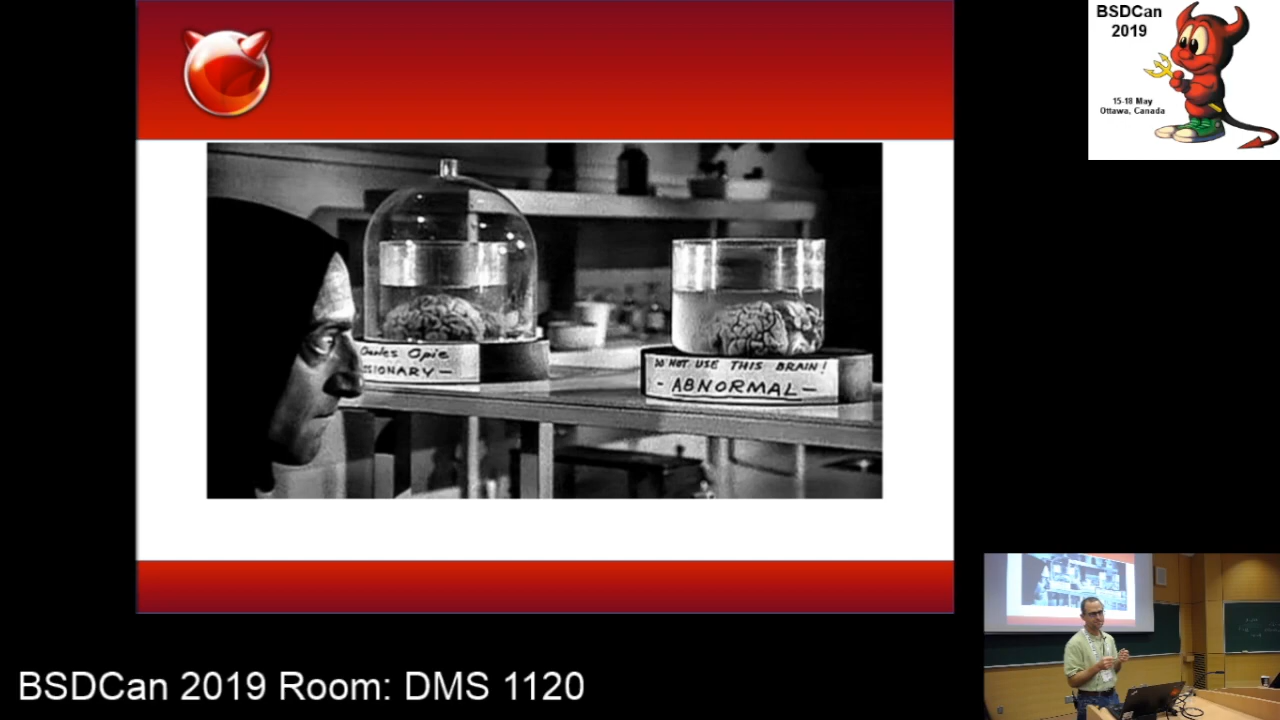 BSDCan
2019
15-18 May
Ottawa, Canada
Charles Opie
SIONARY —
DO NOT USE THIS BRAIN!
- ABNORMAL —
BSDCan 2019 Room: DMS 1120